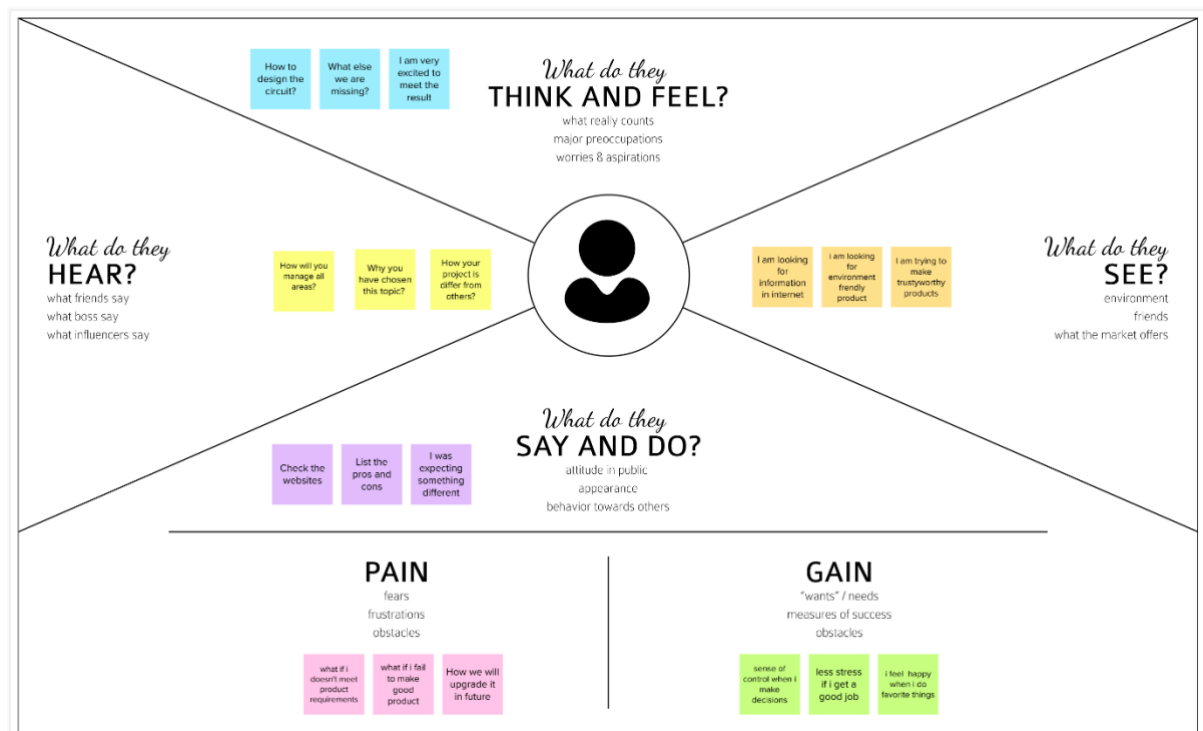 How to
design the
circuit?
What else
we are
missing?
I am very
excited to
meet the
result
What do they
THINK AND FEEL?
what really counts
major preoccupations
worries & aspirations
What do they
HEAR?
what friends say
what boss say
what influencers say
How will you
manage all
areas?
Why you
have chosen
this topic?
How your
project is
differ from
others?
I am looking
for
information
in internet
i am looking
for
environment
frendly
product
I am trying to
make
trustyworthy
products
What do they
SEE?
environment
friends
what the market offers
What do they
SAY AND DO?
attitude in public
appearance
behavior towards others
Check the
websites
List the
pros and
cons
I was
expecting
something
different
PAIN
fears
frustrations
obstacles
what if i
doesn't meet
product
requirements
what if i fail
to make
good
product
How we will
upgrade it
in future
GAIN
"wants" / needs
measures of success
obstacles
sense of
control when i
make
decisions
less stress
if i get a
good job
i feel happy
when i do
favorite things